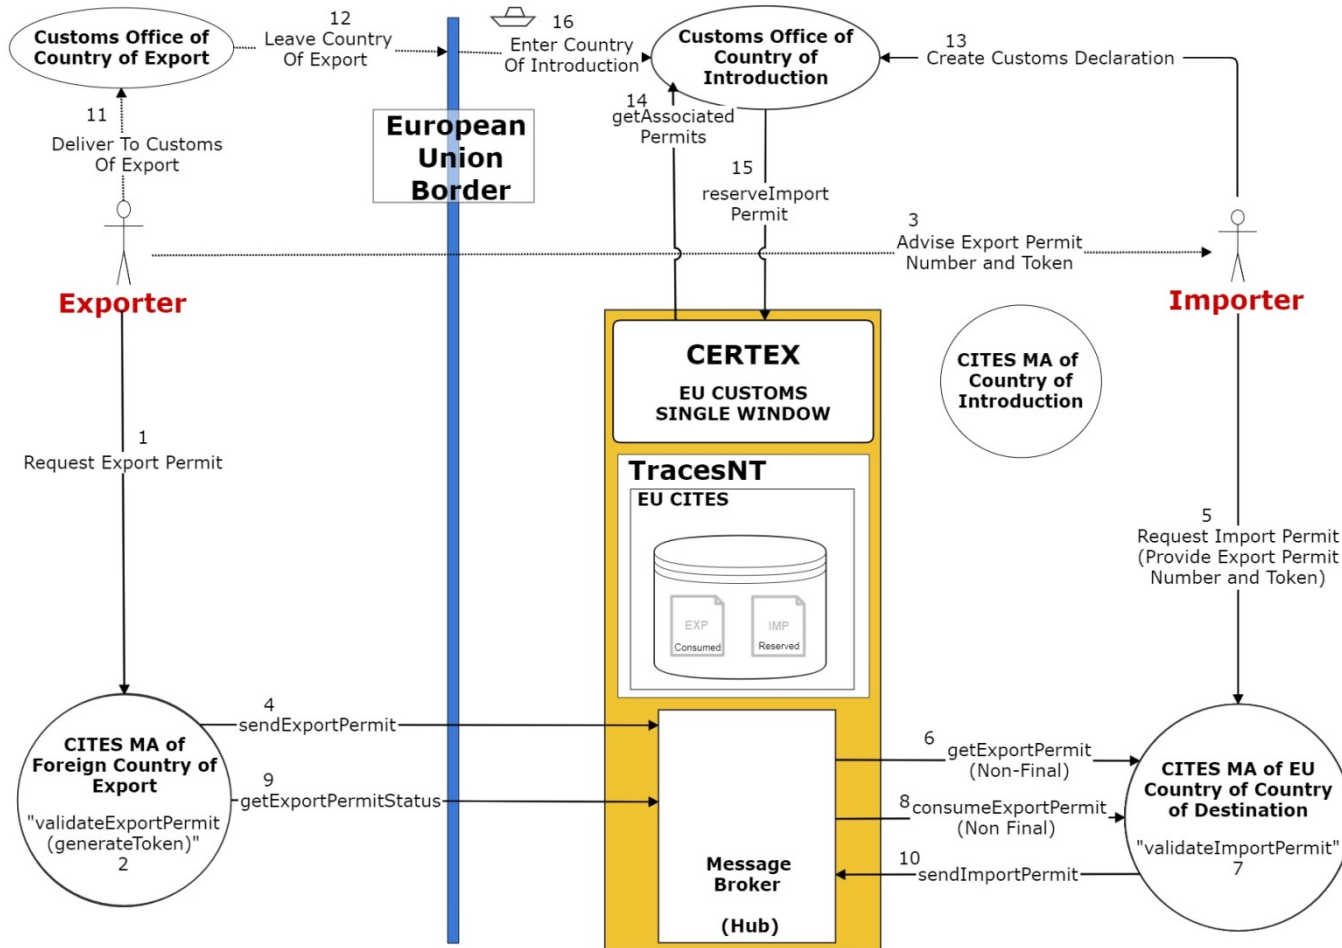 12
Leave Country
Of Export
Customs Office of
Country of Export
16
Enter Country
Of Introduction
Customs Office of
Country of
Introduction
13
Create Customs Declaration
11
Deliver To Customs
Of Export
European
Union
Border
14
getAssociated
Permits
15
reserveImport
Permit
3
Advise Export Permit
Number and Token
Exporter
Importer
CERTEX
EU CUSTOMS
SINGLE WINDOW
CITES MA of
Country of
Introduction
1
Request Export Permit
TracesNT
EU CITES
EXP
Consumed
IMP
Reserved
5
Request Import Permit
(Provide Export Permit
Number and Token)
4
sendExportPermit
CITES MA of
Foreign Country of
Export
"validateExportPermit
(generateToken)"
2
9
getExportPermitStatus
Message
Broker
(Hub)
6
getExportPermit
(Non-Final)
8
consumeExportPermit
(Non Final)
10
sendImportPermit
CITES MA of EU
Country of Country
of Destination
"validateImportPermit"
7